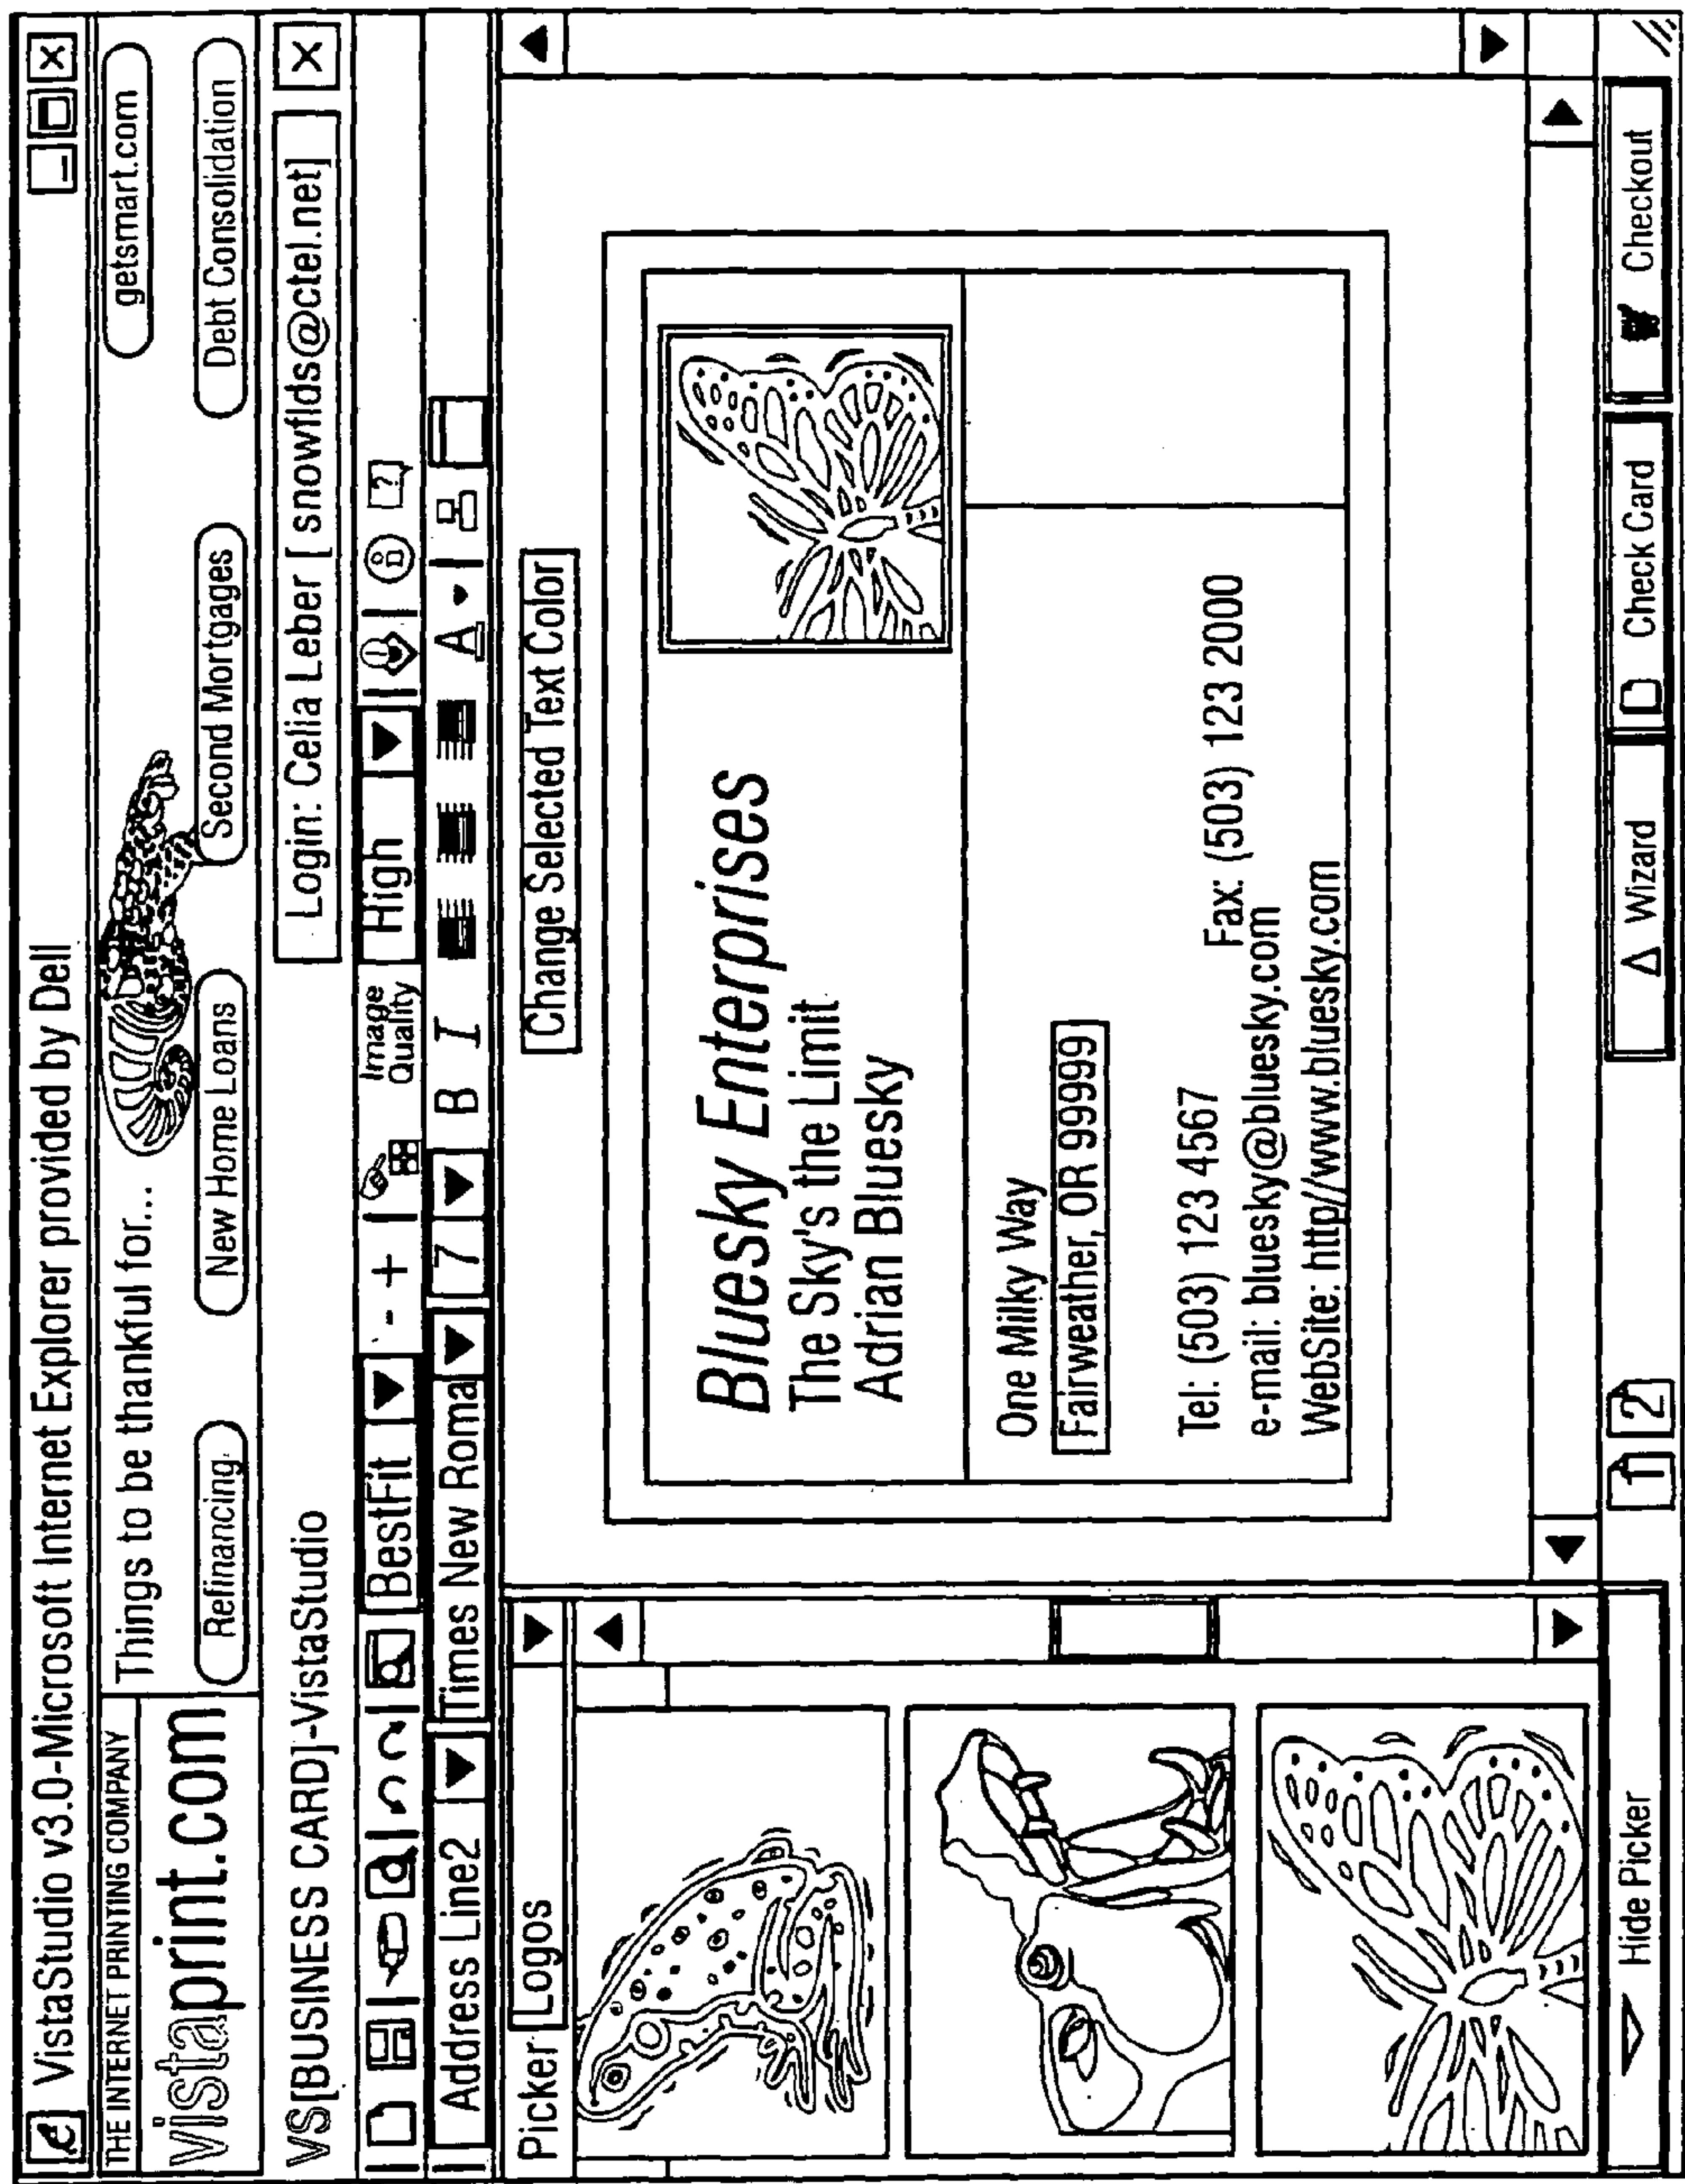 VistaStudio v3.0-Microsoft Internet Explorer provided by Dell
THE INTERNET PRINTING COMPANY
vistaprint.com
Things to be thankful for...
getsmart.com
Refinancing
New Home Loans
Second Mortgages
Debt Consolidation
VS[BUSINESS CARD]-VistaStudio
Login: Celia Leber [ snowflds@ctel.net]
BestFit
- +
Image Quality
High
?
Address Line2
Times New Roma
7
B I
A
Picker Logos
Change Selected Text Color
Bluesky Enterprises
The Sky's the Limit
Adrian Bluesky
One Milky Way
Fairweather, OR 99999
Tel: (503) 123 4567
Fax: (503) 123 2000
e-mail: bluesky@bluesky.com
WebSite: http//www.bluesky.com
Hide Picker
1 2
Wizard
Check Card
Checkout